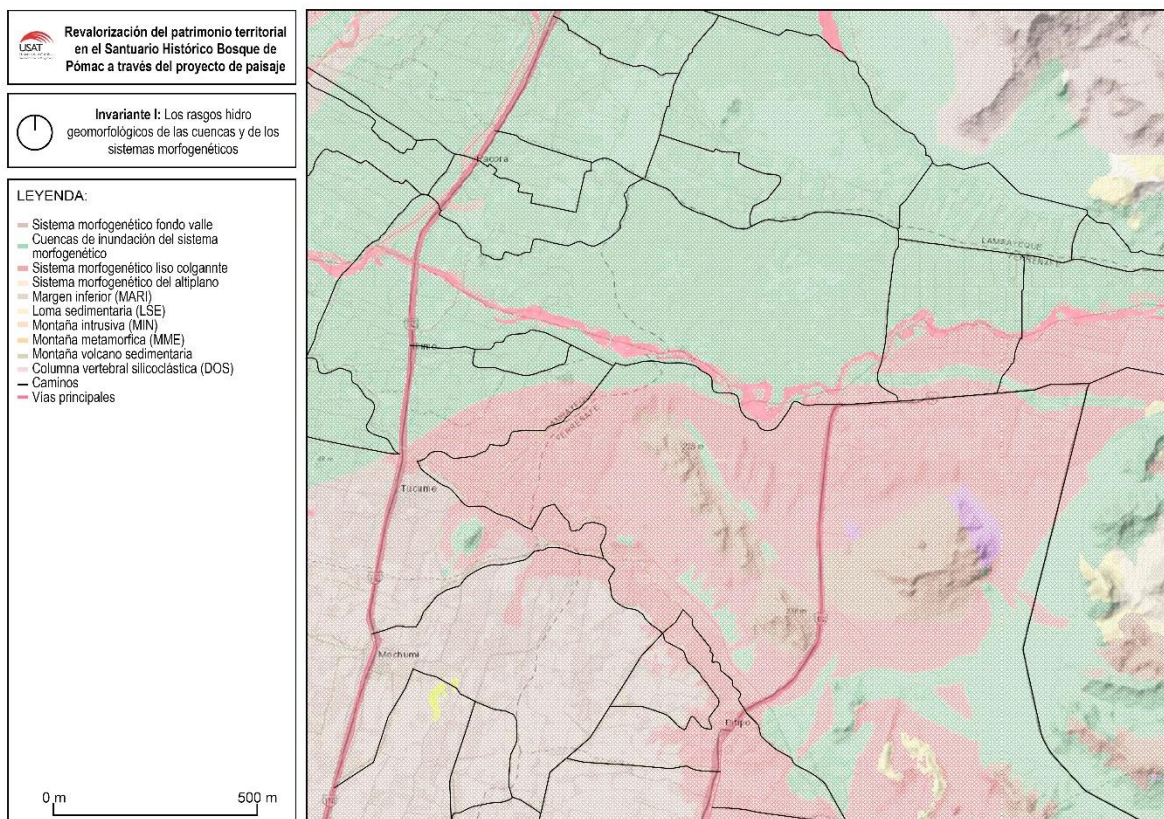 USAT
Revalorización del patrimonio territorial
en el Santuario Histórico Bosque de
Pómac a través del proyecto de paisaje
Invariante I: Los rasgos hidro
geomorfológicos de las cuencas y de los
sistemas morfogenéticos
LEYENDA:
Sistema morfogenético fondo valle
Cuencas de inundación del sistema
morfogenético
Sistema morfogenético liso colgannte
Sistema morfogenético del altiplano
Margen inferior (MARI)
Loma sedimentaria (LSE)
Montaña intrusiva (MIN)
Montaña metamorfica (MME)
Montaña volcano sedimentaria
Columna vertebral silicoclástica (DOS)
Caminos
Vías principales
0 m
500 m
Pacora
LAMBAYEQUE
FERREÑAFE
LAMBAYEQUE
FERREÑAFE
Tucume
Mochumi
Pitipo